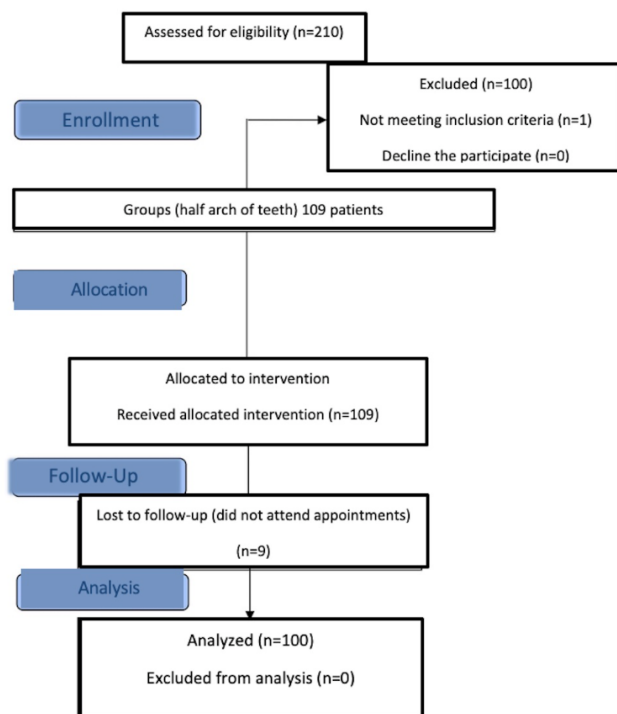 Assessed for eligibility (n=210)
Excluded (n=100)
Not meeting inclusion criteria (n=1)
Decline the participate (n=0)
Enrollment
Groups (half arch of teeth) 109 patients
Allocation
Allocated to intervention
Received allocated intervention (n=109)
Follow-Up
Lost to follow-up (did not attend appointments)
(n=9)
Analysis
Analyzed (n=100)
Excluded from analysis (n=0)